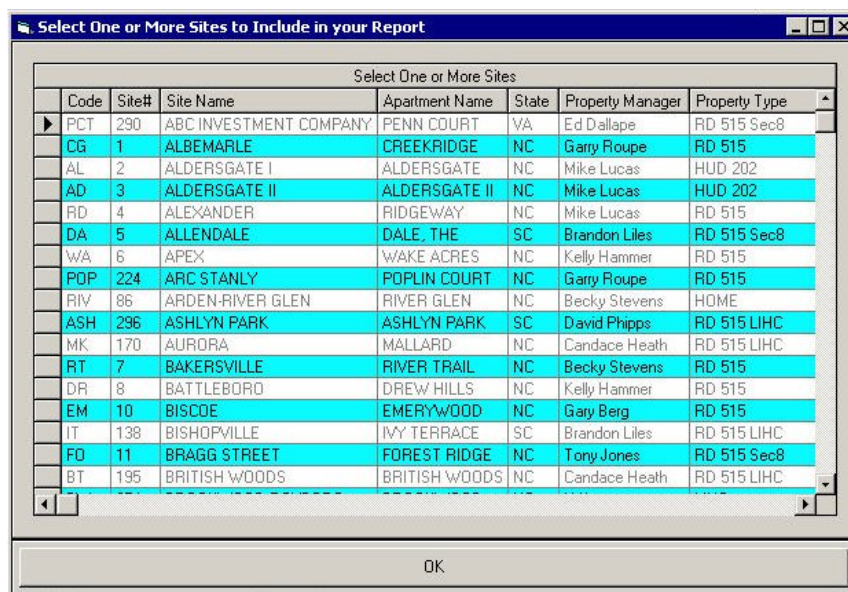 Select One or More Sites to Include in your Report
Select One or More Sites
Code Site# Site Name Apartment Name State Property Manager Property Type
PCT 290 ABC INVESTMENT COMPANY PENN COURT VA Ed Dallape RD 515 Sec8
CG 1 ALBEMARLE CREEKRIDGE NC Garry Roupe RD 515
AL 2 ALDERSGATE I ALDERSGATE NC Mike Lucas HUD 202
AD 3 ALDERSGATE II ALDERSGATE II NC Mike Lucas HUD 202
RD 4 ALEXANDER RIDGEWAY NC Mike Lucas RD 515
DA 5 ALLENDALE DALE, THE SC Brandon Liles RD 515 Sec8
WA 6 APEX WAKE ACRES NC Kelly Hammer RD 515
POP 224 ARC STANLY POPLIN COURT NC Garry Roupe RD 515
RIV 86 ARDEN-RIVER GLEN RIVER GLEN NC Becky Stevens HOME
ASH 296 ASHLYN PARK ASHLYN PARK SC David Phipps RD 515 LIHC
MK 170 AURORA MALLARD NC Candace Heath RD 515 LIHC
RT 7 BAKERSVILLE RIVER TRAIL NC Becky Stevens RD 515
DR 8 BATTLEBORO DREW HILLS NC Kelly Hammer RD 515
EM 10 BISCOE EMERYWOOD NC Gary Berg RD 515
IT 138 BISHOPVILLE IVY TERRACE SC Brandon Liles RD 515 LIHC
FO 11 BRAGG STREET FOREST RIDGE NC Tony Jones RD 515 Sec8
BT 195 BRITISH WOODS BRITISH WOODS NC Candace Heath RD 515 LIHC
OK